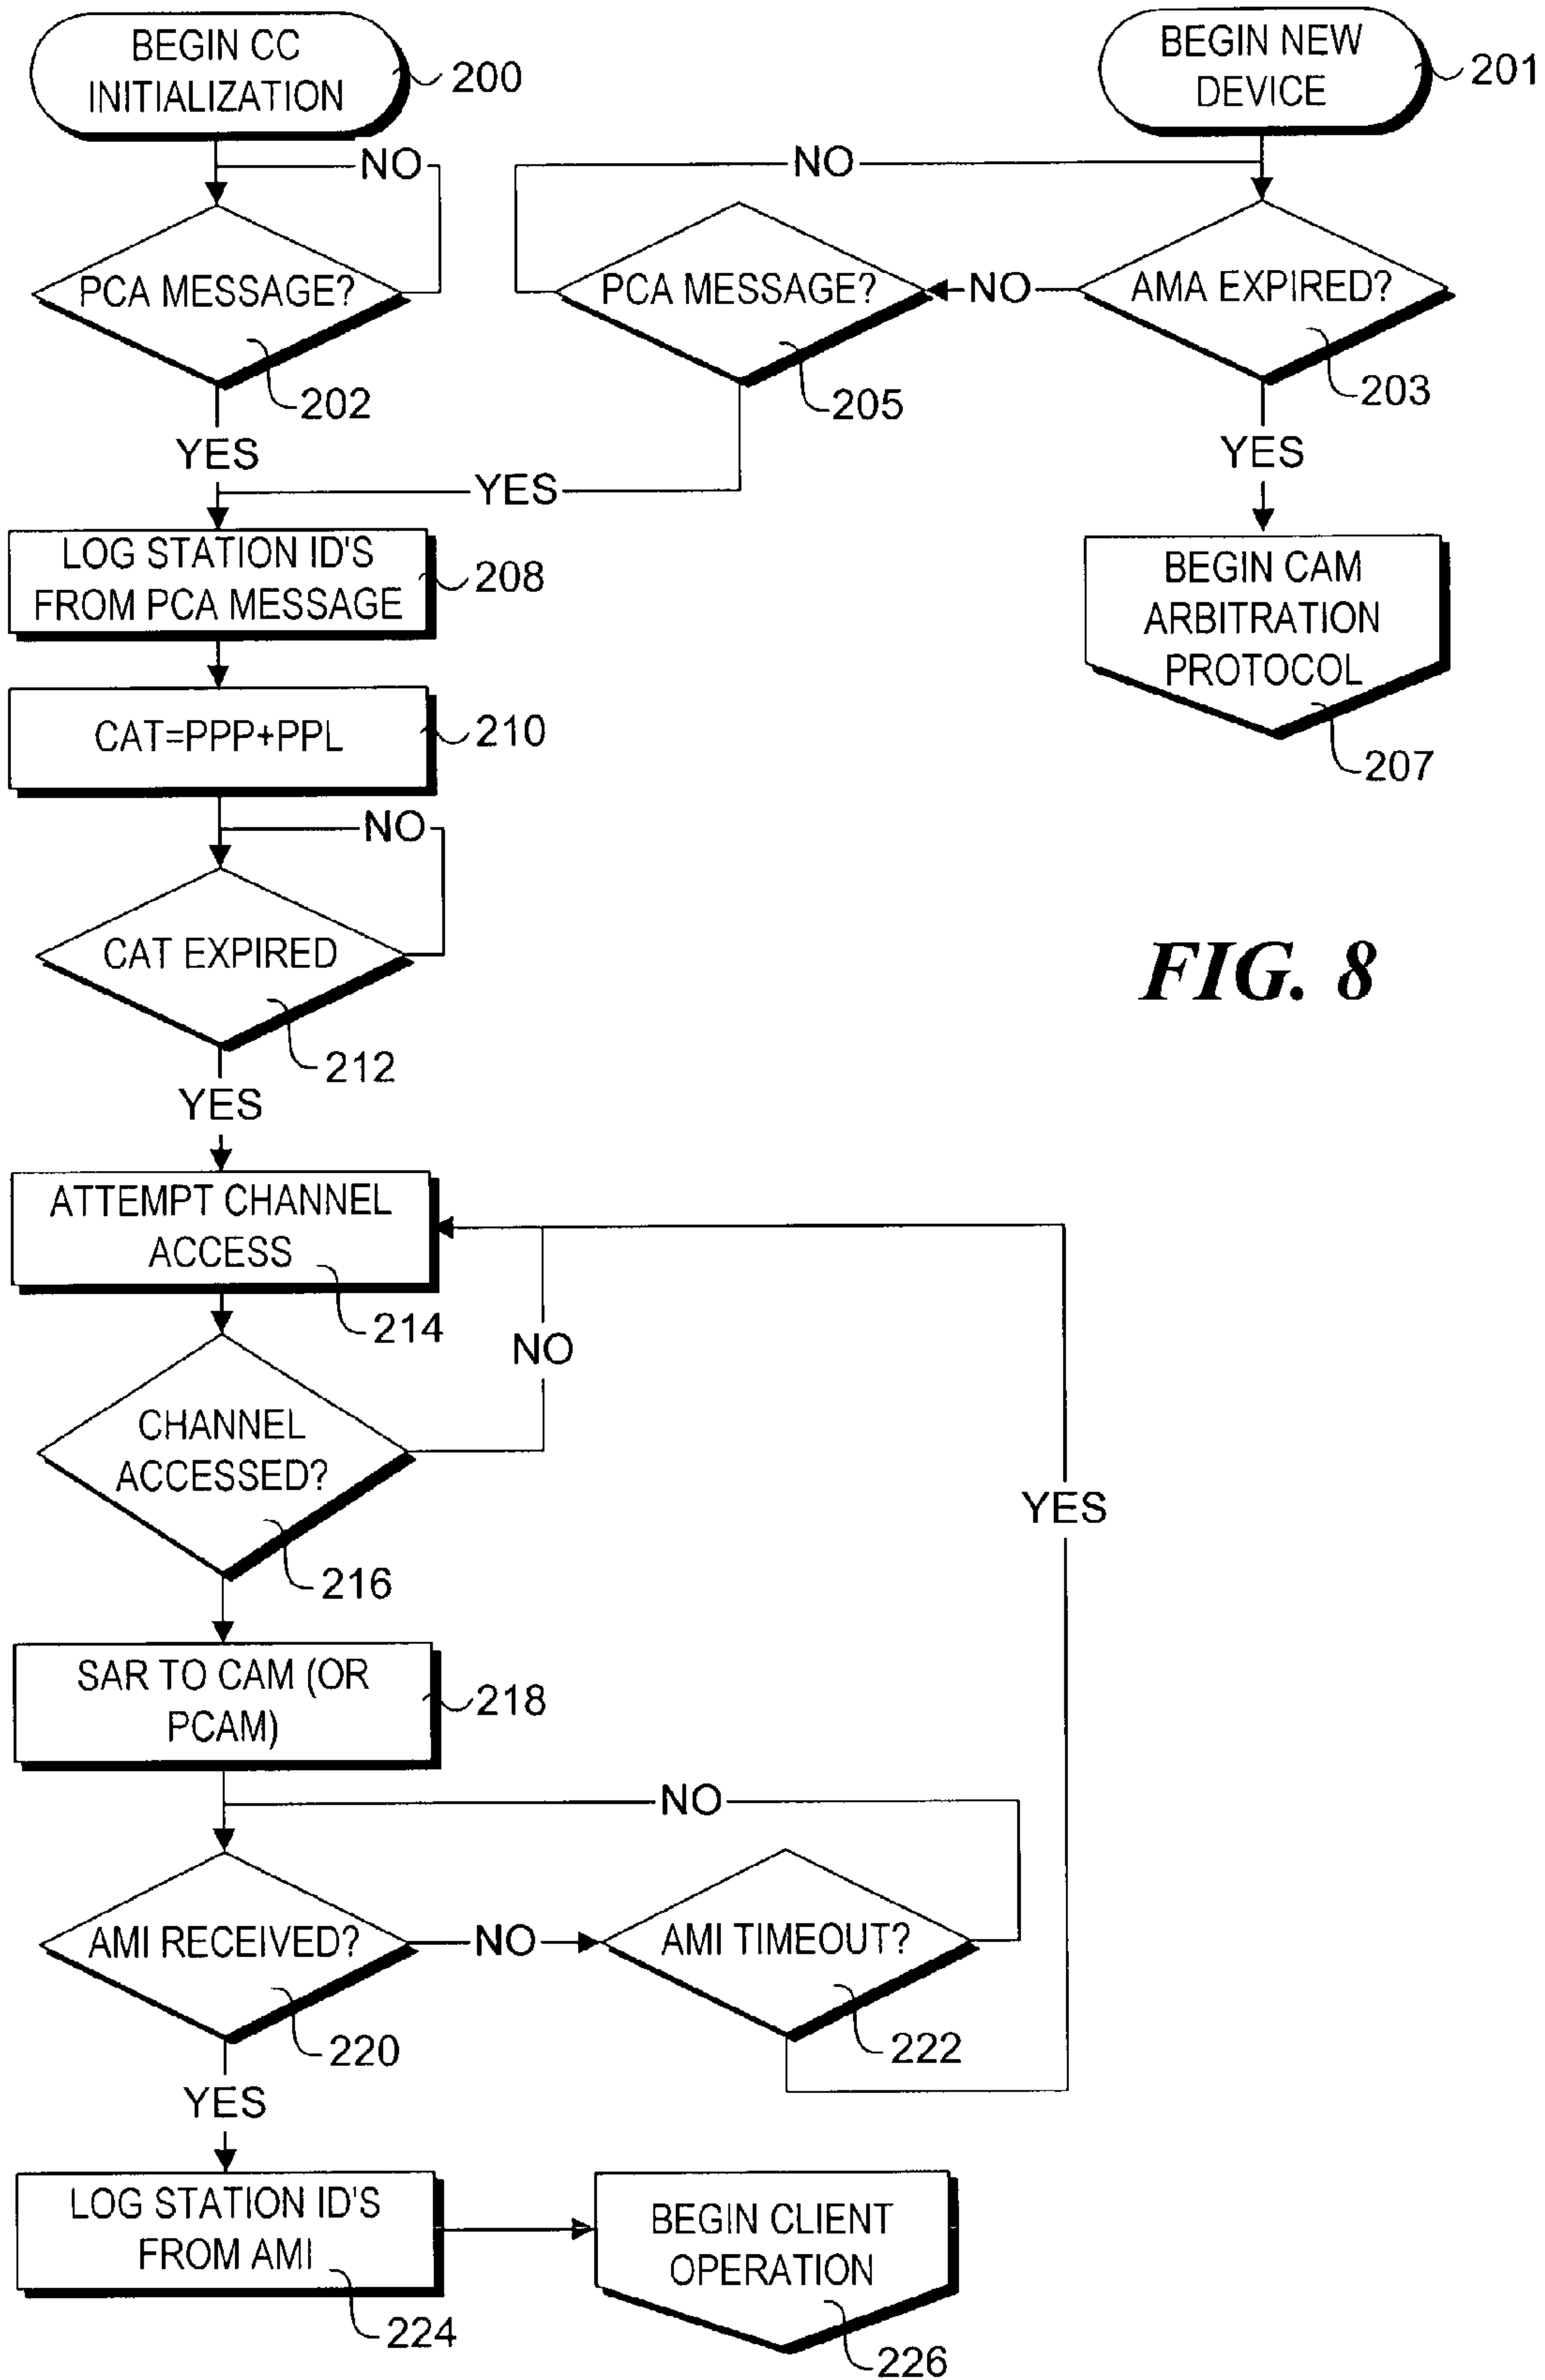 BEGIN CC
INITIALIZATION
200
BEGIN NEW
DEVICE
201
NO
NO
PCA MESSAGE?
202
PCA MESSAGE?
205
NO
AMA EXPIRED?
203
YES
YES
YES
LOG STATION ID'S
FROM PCA MESSAGE
208
BEGIN CAM
ARBITRATION
PROTOCOL
207
CAT=PPP+PPL
210
NO
CAT EXPIRED
212
FIG. 8
YES
ATTEMPT CHANNEL
ACCESS
214
NO
CHANNEL
ACCESSED?
216
YES
SAR TO CAM (OR
PCAM)
218
NO
AMI RECEIVED?
220
NO
AMI TIMEOUT?
222
YES
LOG STATION ID'S
FROM AMI
224
BEGIN CLIENT
OPERATION
226